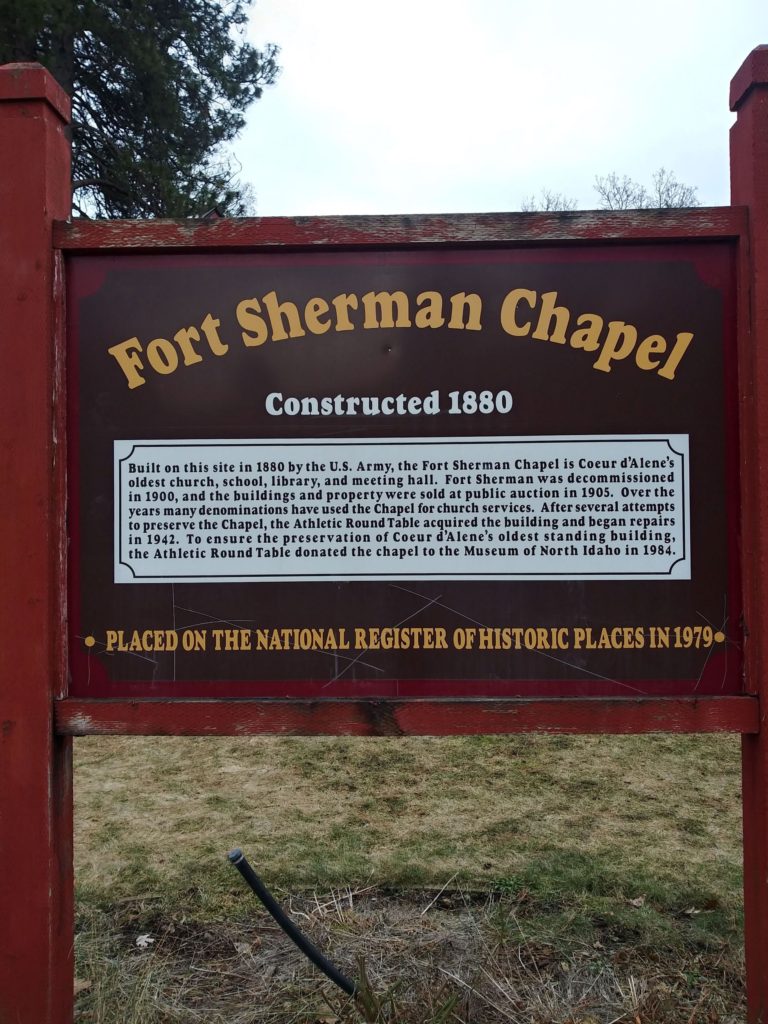 Fort Sherman Chapel
Constructed 1880
Built on this site in 1880 by the U.S. Army, the Fort Sherman Chapel is Coeur d'Alene's
oldest church, school, library, and meeting hall. Fort Sherman was decommissioned
in 1900, and the buildings and property were sold at public auction in 1905. Over the
years many denominations have used the Chapel for church services. After several attempts
to preserve the Chapel, the Athletic Round Table acquired the building and began repairs
in 1942. To ensure the preservation of Coeur d'Alene's oldest standing building,
the Athletic Round Table donated the chapel to the Museum of North Idaho in 1984.
• PLACED ON THE NATIONAL REGISTER OF HISTORIC PLACES IN 1979 •